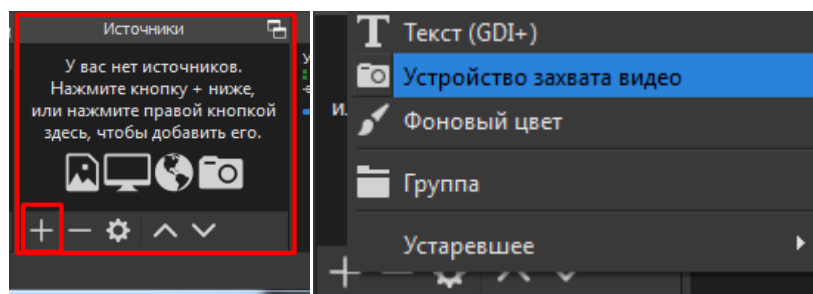 Источники
У вас нет источников.
Нажмите кнопку + ниже,
или нажмите правой кнопкой
здесь, чтобы добавить его.
Текст (GDI+)
Устройство захвата видео
Фоновый цвет
Группа
Устаревшее